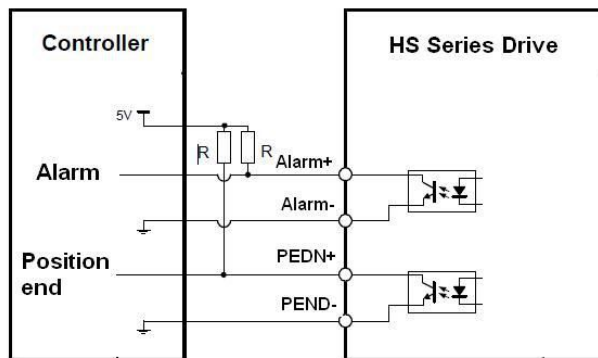 Controller
HS Series Drive
5V
R
R
Alarm+
Alarm
Alarm-
Position
end
PEDN+
PEND-